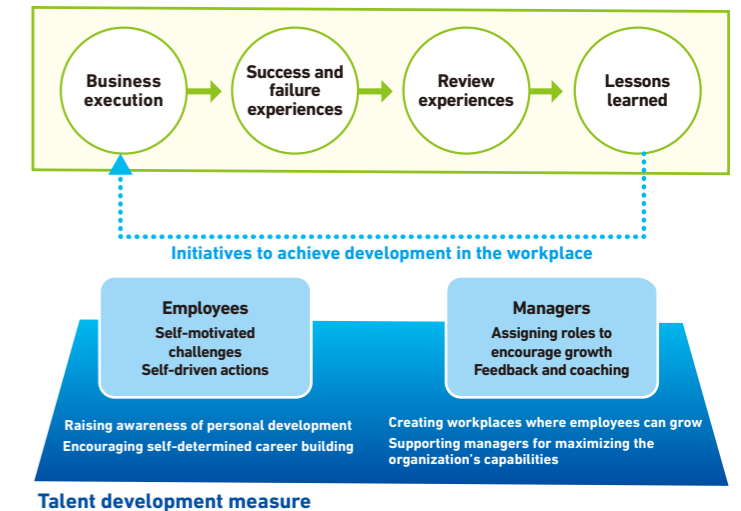 Business
execution
Success and
failure
experiences
Review
experiences
Lessons
learned
Initiatives to achieve development in the workplace
Employees
Self-motivated
challenges
Self-driven actions
Managers
Assigning roles to
encourage growth
Feedback and coaching
Raising awareness of personal development
Encouraging self-determined career building
Creating workplaces where employees can grow
Supporting managers for maximizing the
organization's capabilities
Talent development measure